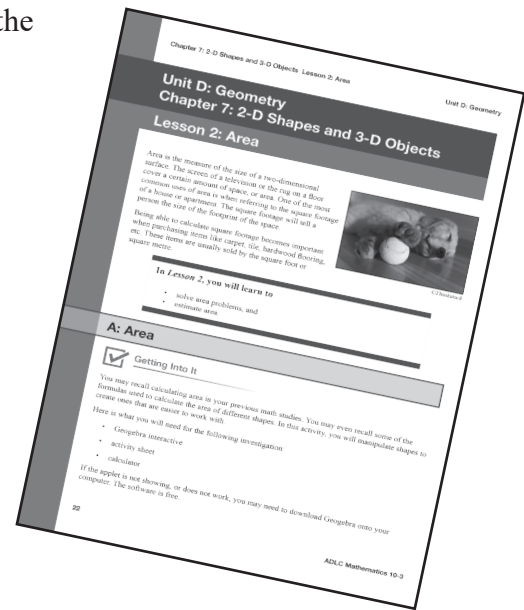 the
Chapter 7: 2-D Shapes and 3-D Objects Lesson 2: Area
Unit D: Geometry
Unit D: Geometry
Chapter 7: 2-D Shapes and 3-D Objects
Lesson 2: Area
Area is the measure of the size of a two-dimensional
surface. The screen of a television or the rug on a floor
cover a certain amount of space, or area. One of the most
common uses of area is when referring to the square footage
of a house or apartment. The square footage will tell a
person the size of the footprint of the space.
Being able to calculate square footage becomes important
when purchasing items like carpet, tile, hardwood flooring,
etc. These items are usually sold by the square foot or
square metre.
©Thinkstock
In Lesson 2, you will learn to
• solve area problems, and
• estimate area
A: Area
Getting Into It
You may recall calculating area in your previous math studies. You may even recall some of the
formulas used to calculate the area of different shapes. In this activity, you will manipulate shapes to
create ones that are easier to work with.
Here is what you will need for the following investigation
• Geogebra interactive
• activity sheet
• calculator
If the applet is not showing, or does not work, you may need to download Geogebra onto your
computer. The software is free.
22
ADLC Mathematics 10-3